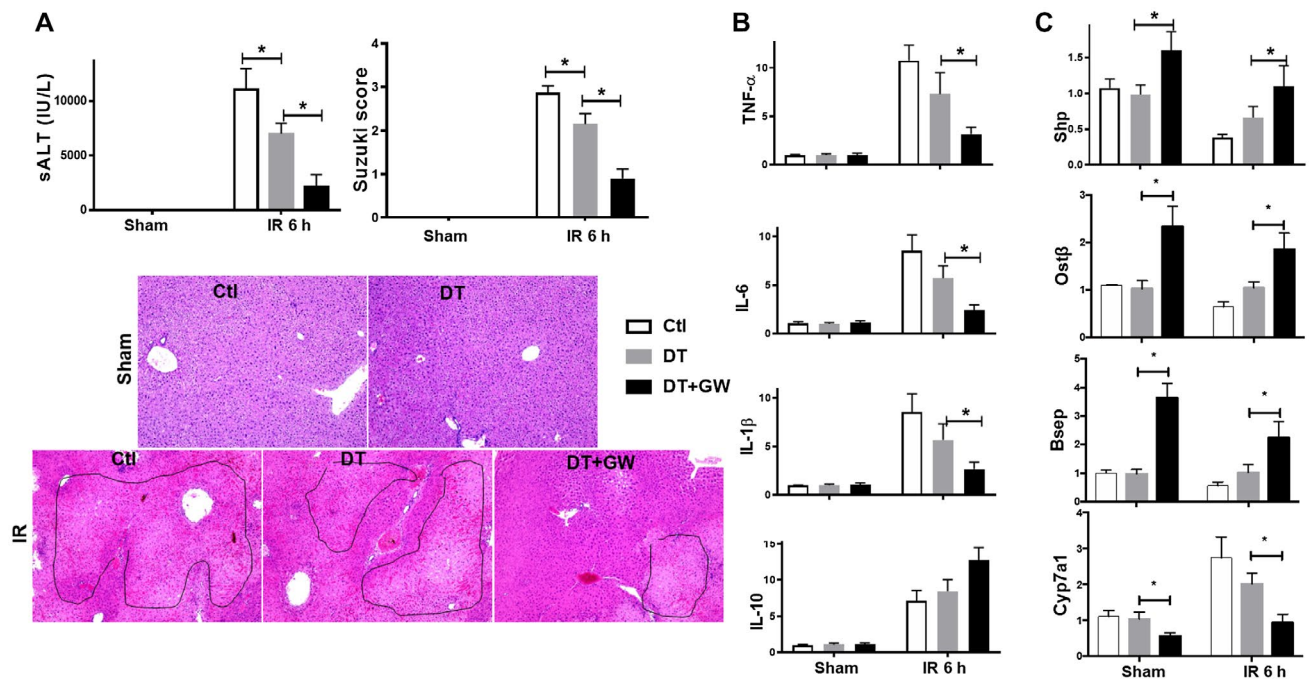 A
B
C
sALT (IU/L)
10000
5000
0
*
*
Sham
IR 6 h
Suzuki score
4
3
2
1
0
*
*
Sham
IR 6 h
Sham
Ctl
DT
Ctl
DT
DT+GW
IR
Ctl
DT
DT+GW
TNF-α
10
5
0
*
IL-6
10
5
0
*
IL-1β
10
5
0
*
IL-10
15
10
5
0
Sham
IR 6 h
Shp
1.5
1.0
0.5
0.0
*
*
Ostβ
2
1
0
*
*
Bsep
5
4
3
2
1
0
*
*
Cyp7a1
4
3
2
1
0
*
*
Sham
IR 6 h